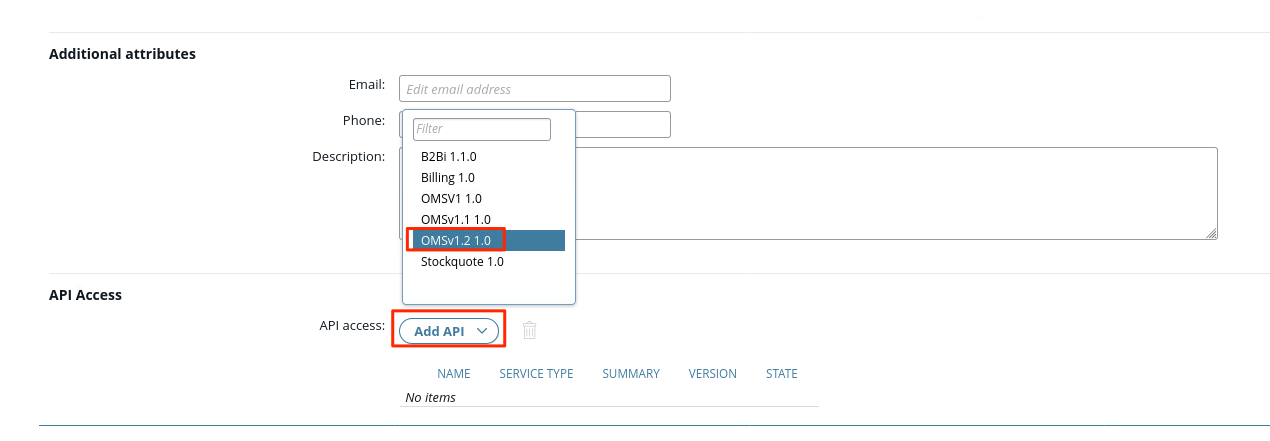 Additional attributes
Email: Edit email address
Phone:
Filter
Description:
B2Bi 1.1.0
Billing 1.0
OMSV1 1.0
OMSv1.1 1.0
OMSv1.2 1.0
Stockquote 1.0
API Access
API access: Add API
NAME SERVICE TYPE SUMMARY VERSION STATE
No items